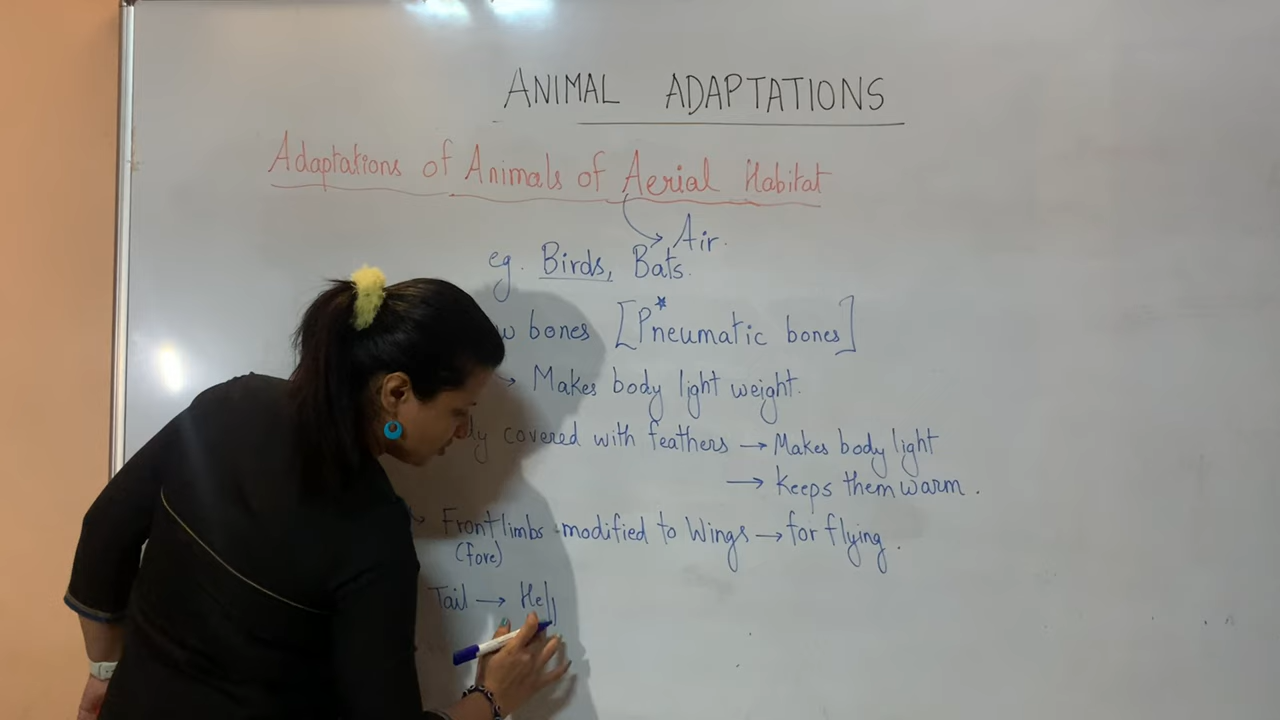 ANIMAL ADAPTATIONS
Adaptations of Animals of Aerial Habitat
Air.
eg. Birds, Bats.
bones [Pneumatic bones]
→ Makes body light weight.
covered with feathers → Makes body light
→ Keeps them warm.
Front limbs modified to Wings → for flying.
(fore)
Tail →